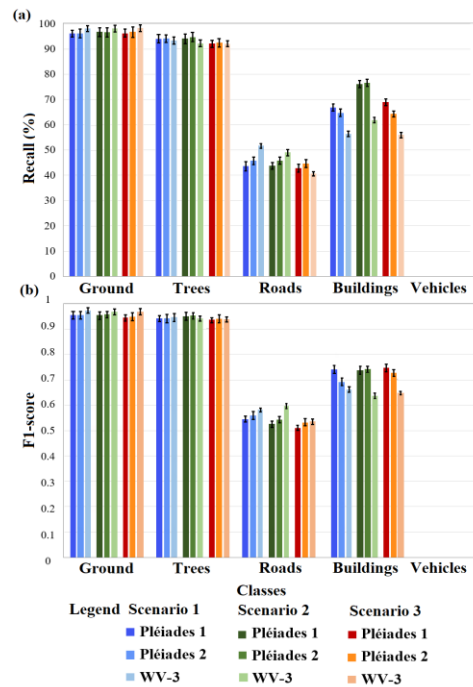 (a)
100
90
80
70
60
50
40
30
20
10
0
Recall (%)
Ground Trees Roads Buildings Vehicles
(b)
1
0.9
0.8
0.7
0.6
0.5
0.4
0.3
0.2
0.1
0
F1-score
Ground Trees Roads Buildings Vehicles
Classes
Legend Scenario 1 Scenario 2 Scenario 3
Pléiades 1 Pléiades 1 Pléiades 1
Pléiades 2 Pléiades 2 Pléiades 2
WV-3 WV-3 WV-3